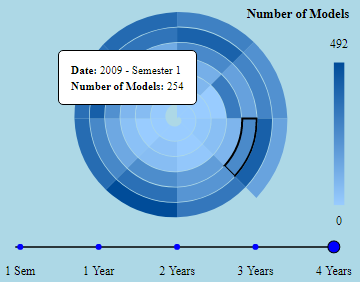 Number of Models
492
Date: 2009 - Semester 1
Number of Models: 254
0
1 Sem
1 Year
2 Years
3 Years
4 Years